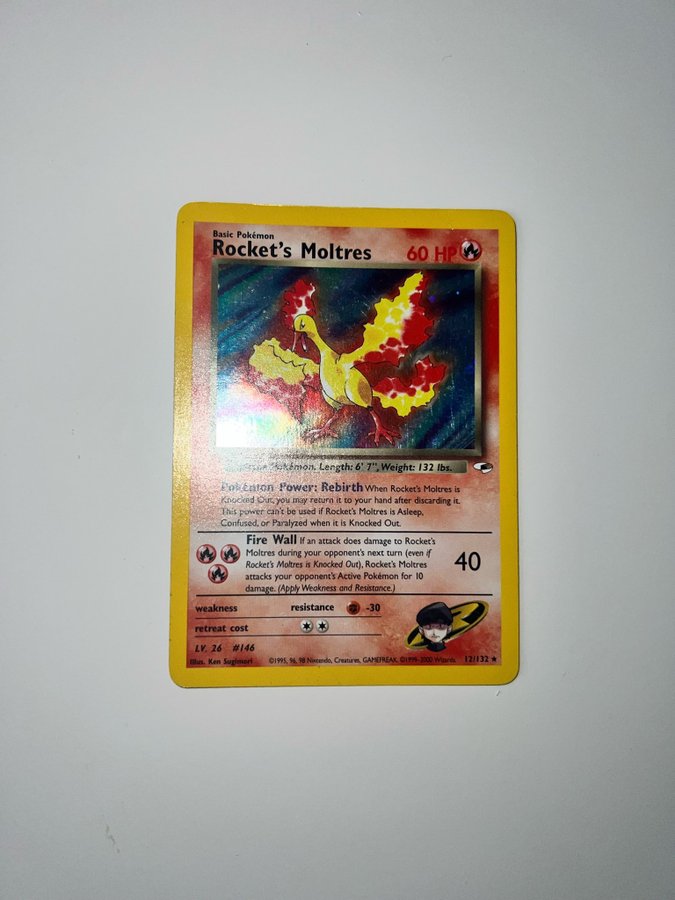 Basic Pokémon
Rocket's Moltres 60 HP
Pokémon. Length: 6' 7", Weight: 132 lbs.
Pokémon Power: Rebirth When Rocket's Moltres is
Knocked Out, you may return it to your hand after discarding it.
This power can't be used if Rocket's Moltres is Asleep,
Confused, or Paralyzed when it is Knocked Out.
Fire Wall If an attack does damage to Rocket's
Moltres during your opponent's next turn (even if
Rocket's Moltres is Knocked Out), Rocket's Moltres
attacks your opponent's Active Pokémon for 10
damage. (Apply Weakness and Resistance.)
40
weakness resistance -30
retreat cost
LV. 26 #146
Illus. Ken Sugimori ©1995, 96, 98 Nintendo, Creatures, GAMEFREAK. ©1999-2000 Wizards. 12/132 ★